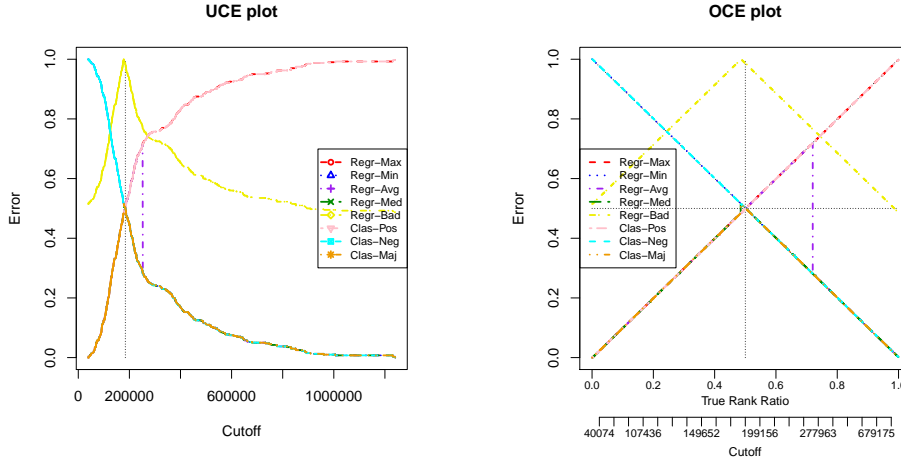 UCE plot
Error
1.0
0.8
0.6
0.4
0.2
0.0
Regr-Max
Regr-Min
Regr-Avg
Regr-Med
Regr-Bad
Clas-Pos
Clas-Neg
Clas-Maj
0 200000 600000 1000000
Cutoff
OCE plot
Error
1.0
0.8
0.6
0.4
0.2
0.0
Regr-Max
Regr-Min
Regr-Avg
Regr-Med
Regr-Bad
Clas-Pos
Clas-Neg
Clas-Maj
0.0 0.2 0.4 0.6 0.8 1.0
True Rank Ratio
40074 107436 149652 199156 277963 679175
Cutoff